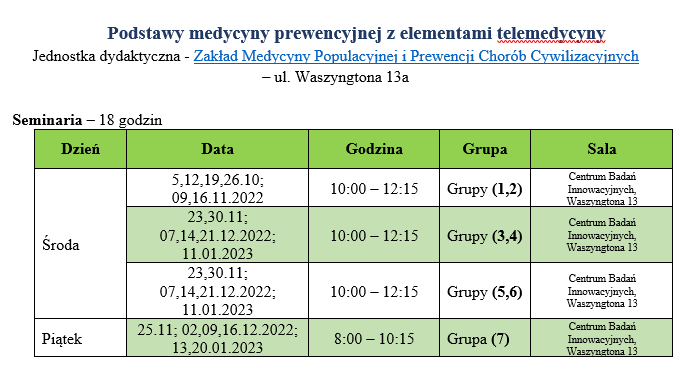 Podstawy medycyny prewencyjnej z elementami telemedycyny
Jednostka dydaktyczna - Zakład Medycyny Populacyjnej i Prewencji Chorób Cywilizacyjnych
– ul. Waszyngtona 13a
Seminaria – 18 godzin
Dzień Data Godzina Grupa Sala
Środa
5,12,19,26.10;
09,16.11.2022
10:00 – 12:15
Grupy (1,2)
Centrum Badań
Innowacyjnych,
Waszyngtona 13
23,30.11;
07,14,21.12.2022;
11.01.2023
10:00 – 12:15
Grupy (3,4)
Centrum Badań
Innowacyjnych,
Waszyngtona 13
23,30.11;
07,14,21.12.2022;
11.01.2023
10:00 – 12:15
Grupy (5,6)
Centrum Badań
Innowacyjnych,
Waszyngtona 13
Piątek
25.11; 02,09,16.12.2022;
13,20.01.2023
8:00 – 10:15
Grupa (7)
Centrum Badań
Innowacyjnych,
Waszyngtona 13